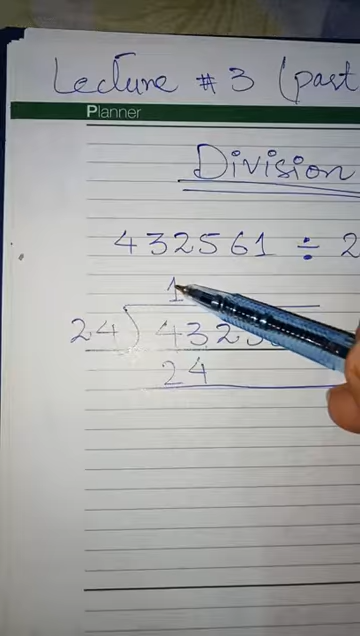 Lecture # 3 (part
Planner
Division
432561 ÷ 2
1
24 ) 4325
24